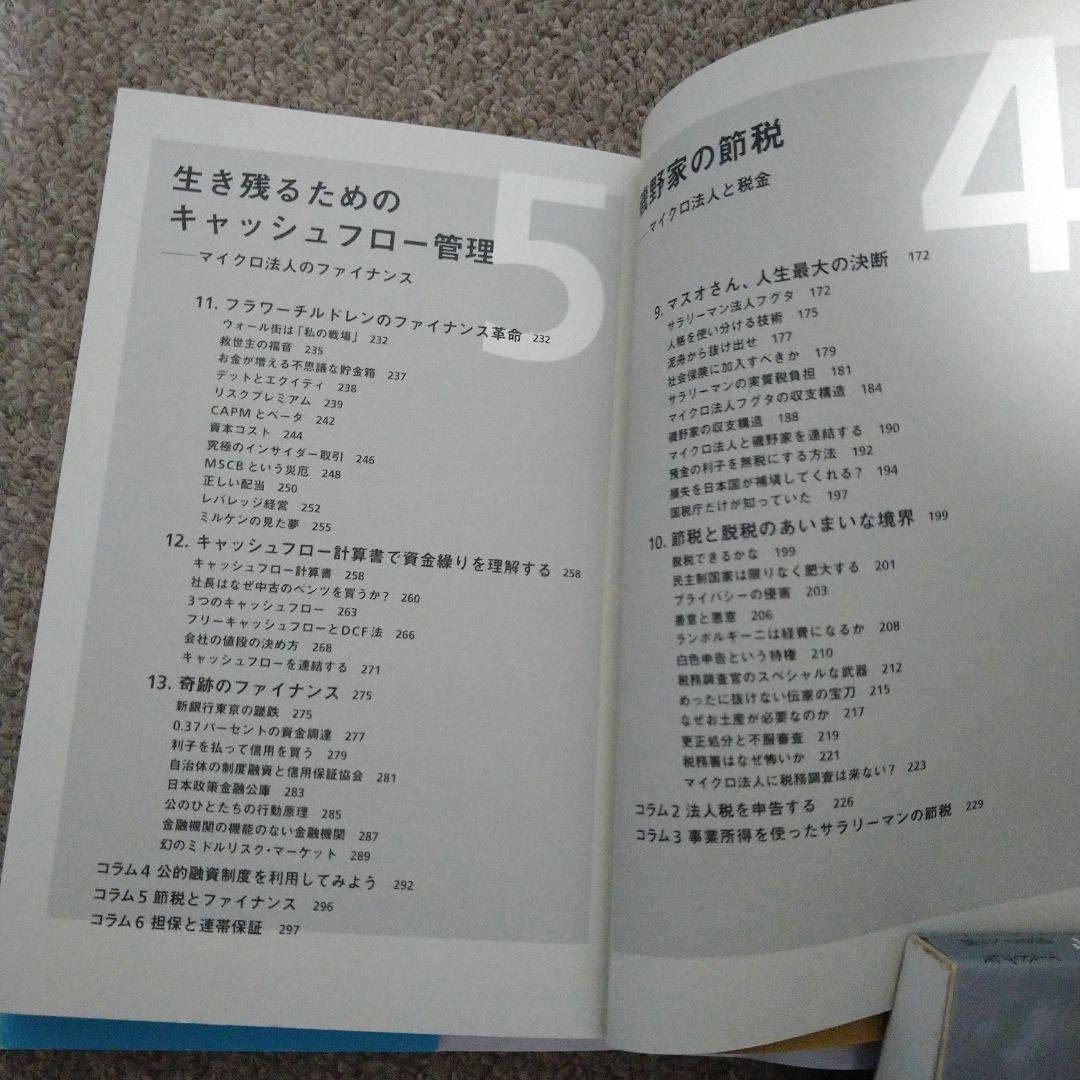 5
生き残るための
キャッシュフロー管理
——マイクロ法人のファイナンス
11. フラワーチルドレンのファイナンス革命 232
ウォール街は「私の戦場」 232
救世主の福音 235
お金が増える不思議な貯金箱 237
デットとエクイティ 238
リスクプレミアム 239
CAPMとベータ 242
資本コスト 244
究極のインサイダー取引 246
MSCBという災厄 248
正しい配当 250
レバレッジ経営 252
ミルケンの見た夢 255
12. キャッシュフロー計算書で資金繰りを理解する 258
キャッシュフロー計算書 258
社長はなぜ中古のベンツを買うか？ 260
3つのキャッシュフロー 263
フリーキャッシュフローとDCF法 266
会社の値段の決め方 268
キャッシュフローを連結する 271
13. 奇跡のファイナンス 275
新銀行東京の蹉跌 275
0.37パーセントの資金調達 277
利子を払って信用を買う 279
自治体の制度融資と信用保証協会 281
日本政策金融公庫 283
公のひとたちの行動原理 285
金融機関の機能のない金融機関 287
幻のミドルリスク・マーケット 289
コラム4 公的融資制度を利用してみよう 292
コラム5 節税とファイナンス 296
コラム6 担保と連帯保証 297
4
磯野家の節税
——マイクロ法人と税金
9. マスオさん、人生最大の決断 172
サラリーマン法人フグタ 172
人格を使い分ける技術 175
泥舟から抜け出せ 177
社会保険に加入すべきか 179
サラリーマンの実質税負担 181
マイクロ法人フグタの収支構造 184
磯野家の収支構造 188
マイクロ法人と磯野家を連結する 190
預金の利子を無税にする方法 192
損失を日本国が補塡してくれる？ 194
国税庁だけが知っていた 197
10. 節税と脱税のあいまいな境界 199
脱税できるかな 199
民主制国家は限りなく肥大する 201
プライバシーの侵害 203
善意と悪意 206
ランボルギーニは経費になるか 208
白色申告という特権 210
税務調査官のスペシャルな武器 212
めったに抜けない伝家の宝刀 215
なぜお土産が必要なのか 217
更正処分と不服審査 219
税務署はなぜ怖いか 221
マイクロ法人に税務調査は来ない？ 223
コラム2 法人税を申告する 226
コラム3 事業所得を使ったサラリーマンの節税 229